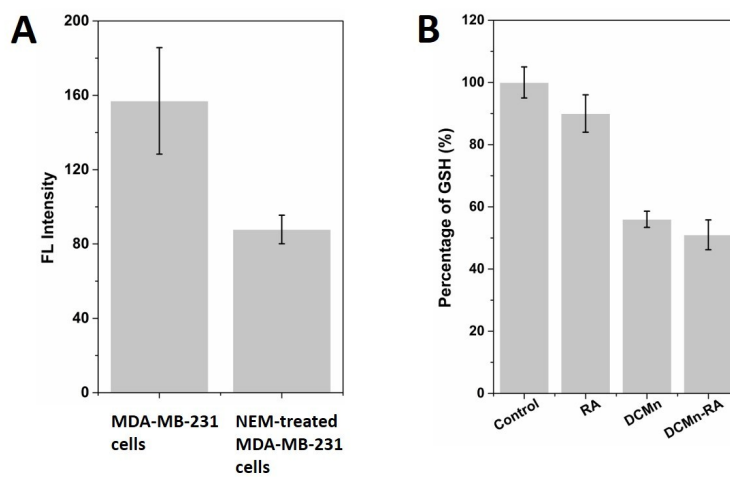 A
200
160
120
80
40
0
FL Intensity
MDA-MB-231
cells
NEM-treated
MDA-MB-231
cells
B
120
100
80
60
40
20
0
Percentage of GSH (%)
Control
RA
DCMn
DCMn-RA